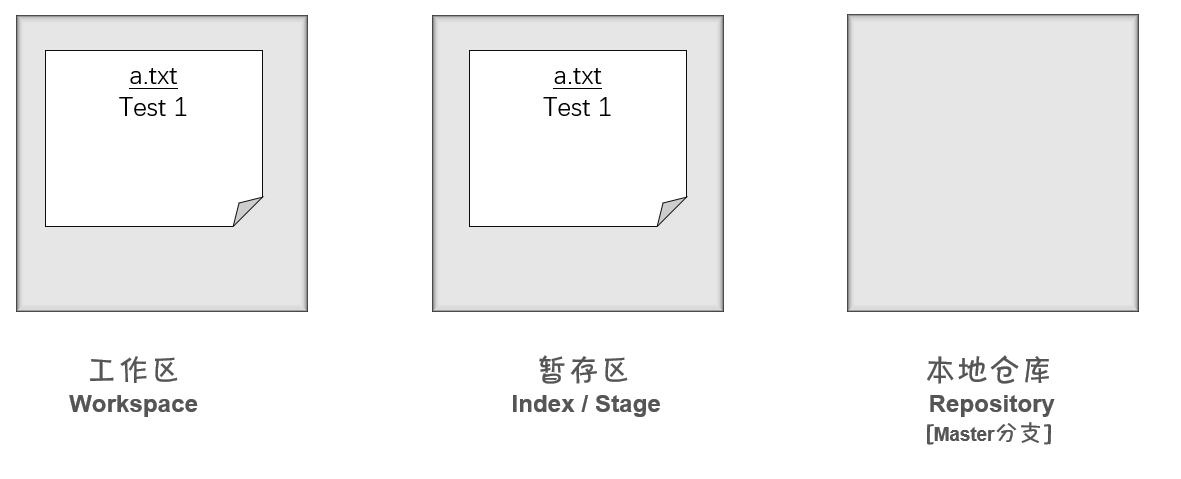 a.txt
Test 1
a.txt
Test 1
工作区
Workspace
暂存区
Index / Stage
本地仓库
Repository
[Master分支]